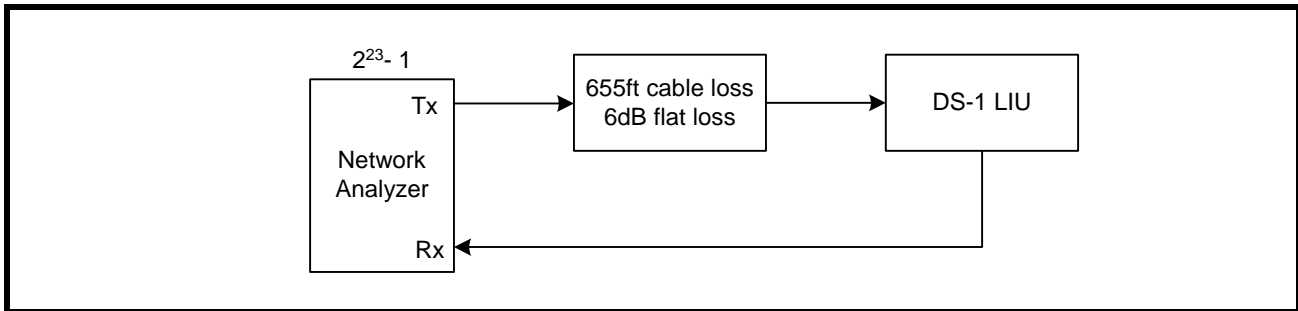 2²³- 1
Tx
Network
Analyzer
Rx
655ft cable loss
6dB flat loss
DS-1 LIU